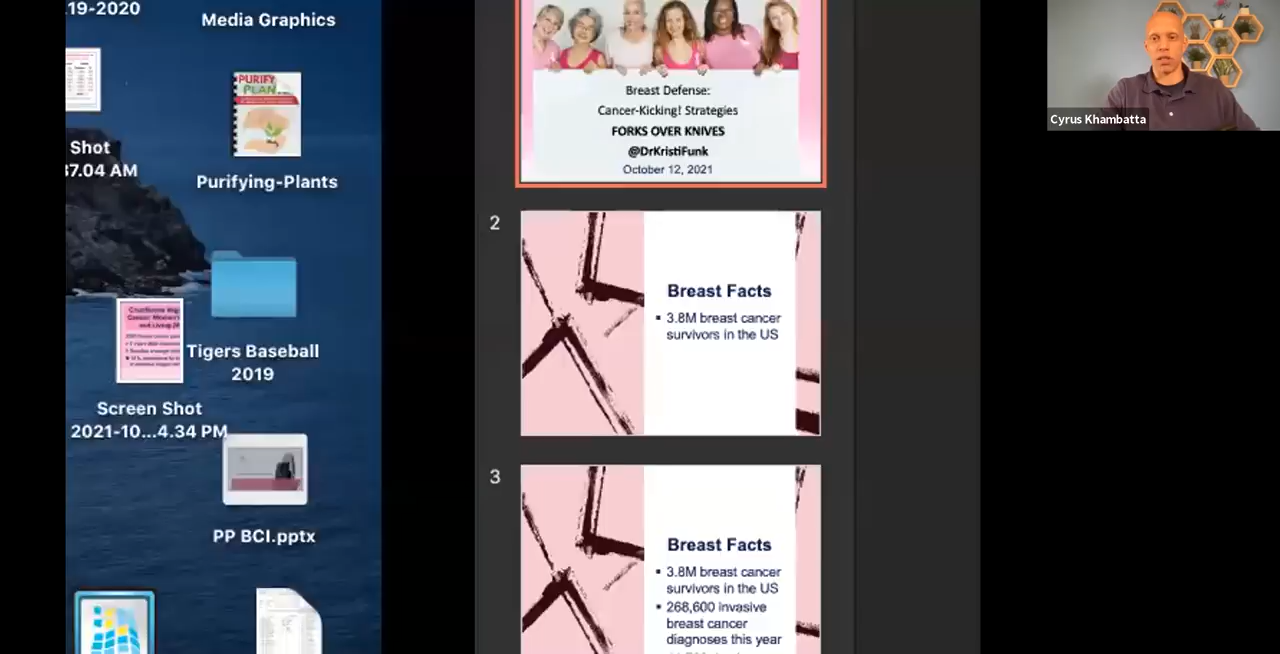 19-2020
Media Graphics
PURIFY
PLAN
Purifying-Plants
Shot
37.04 AM
Tigers Baseball
2019
Screen Shot
2021-10...4.34 PM
PP BCI.pptx
Breast Defense:
Cancer-Kicking! Strategies
FORKS OVER KNIVES
@DrKristiFunk
October 12, 2021
2
Breast Facts
▪ 3.8M breast cancer
survivors in the US
3
Breast Facts
▪ 3.8M breast cancer
survivors in the US
▪ 268,600 invasive
breast cancer
diagnoses this year
Cyrus Khambatta